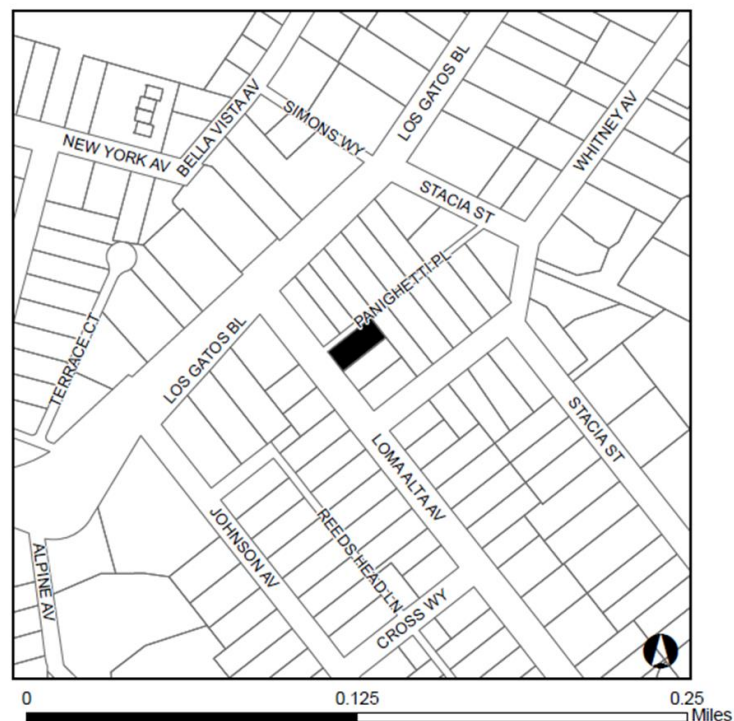 SIMONS WY
LOS GATOS BL
WHITNEY AV
BELLA VISTA AV
NEW YORK AV
STACIA ST
PANIGHETTI PL
TERRACE CT
LOS GATOS BL
STACIA ST
LOMA ALTA AV
JOHNSON AV
REEDS HEAD LN
ALPINE AV
CROSS WY
0 0.125 0.25
Miles